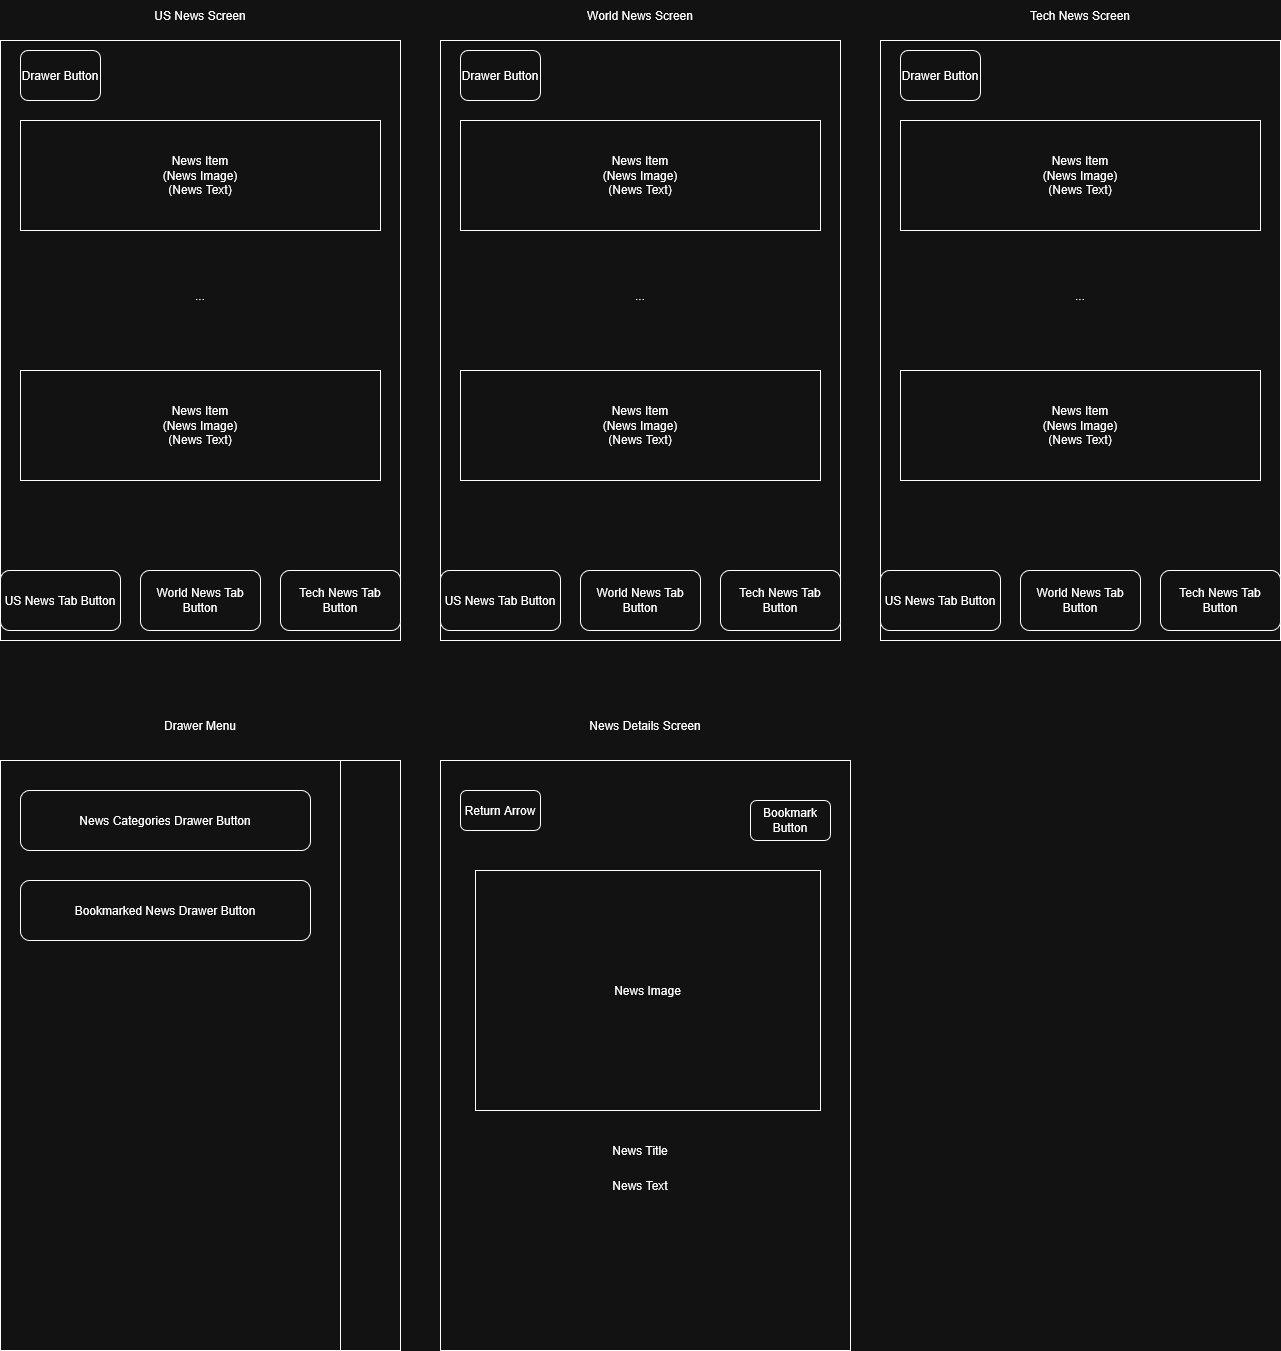 US News Screen
World News Screen
Tech News Screen
Drawer Button
Drawer Button
Drawer Button
News Item
(News Image)
(News Text)
News Item
(News Image)
(News Text)
News Item
(News Image)
(News Text)
...
...
...
News Item
(News Image)
(News Text)
News Item
(News Image)
(News Text)
News Item
(News Image)
(News Text)
US News Tab Button
World News Tab
Button
Tech News Tab
Button
US News Tab Button
World News Tab
Button
Tech News Tab
Button
US News Tab Button
World News Tab
Button
Tech News Tab
Button
Drawer Menu
News Categories Drawer Button
Bookmarked News Drawer Button
News Details Screen
Return Arrow
Bookmark
Button
News Image
News Title
News Text